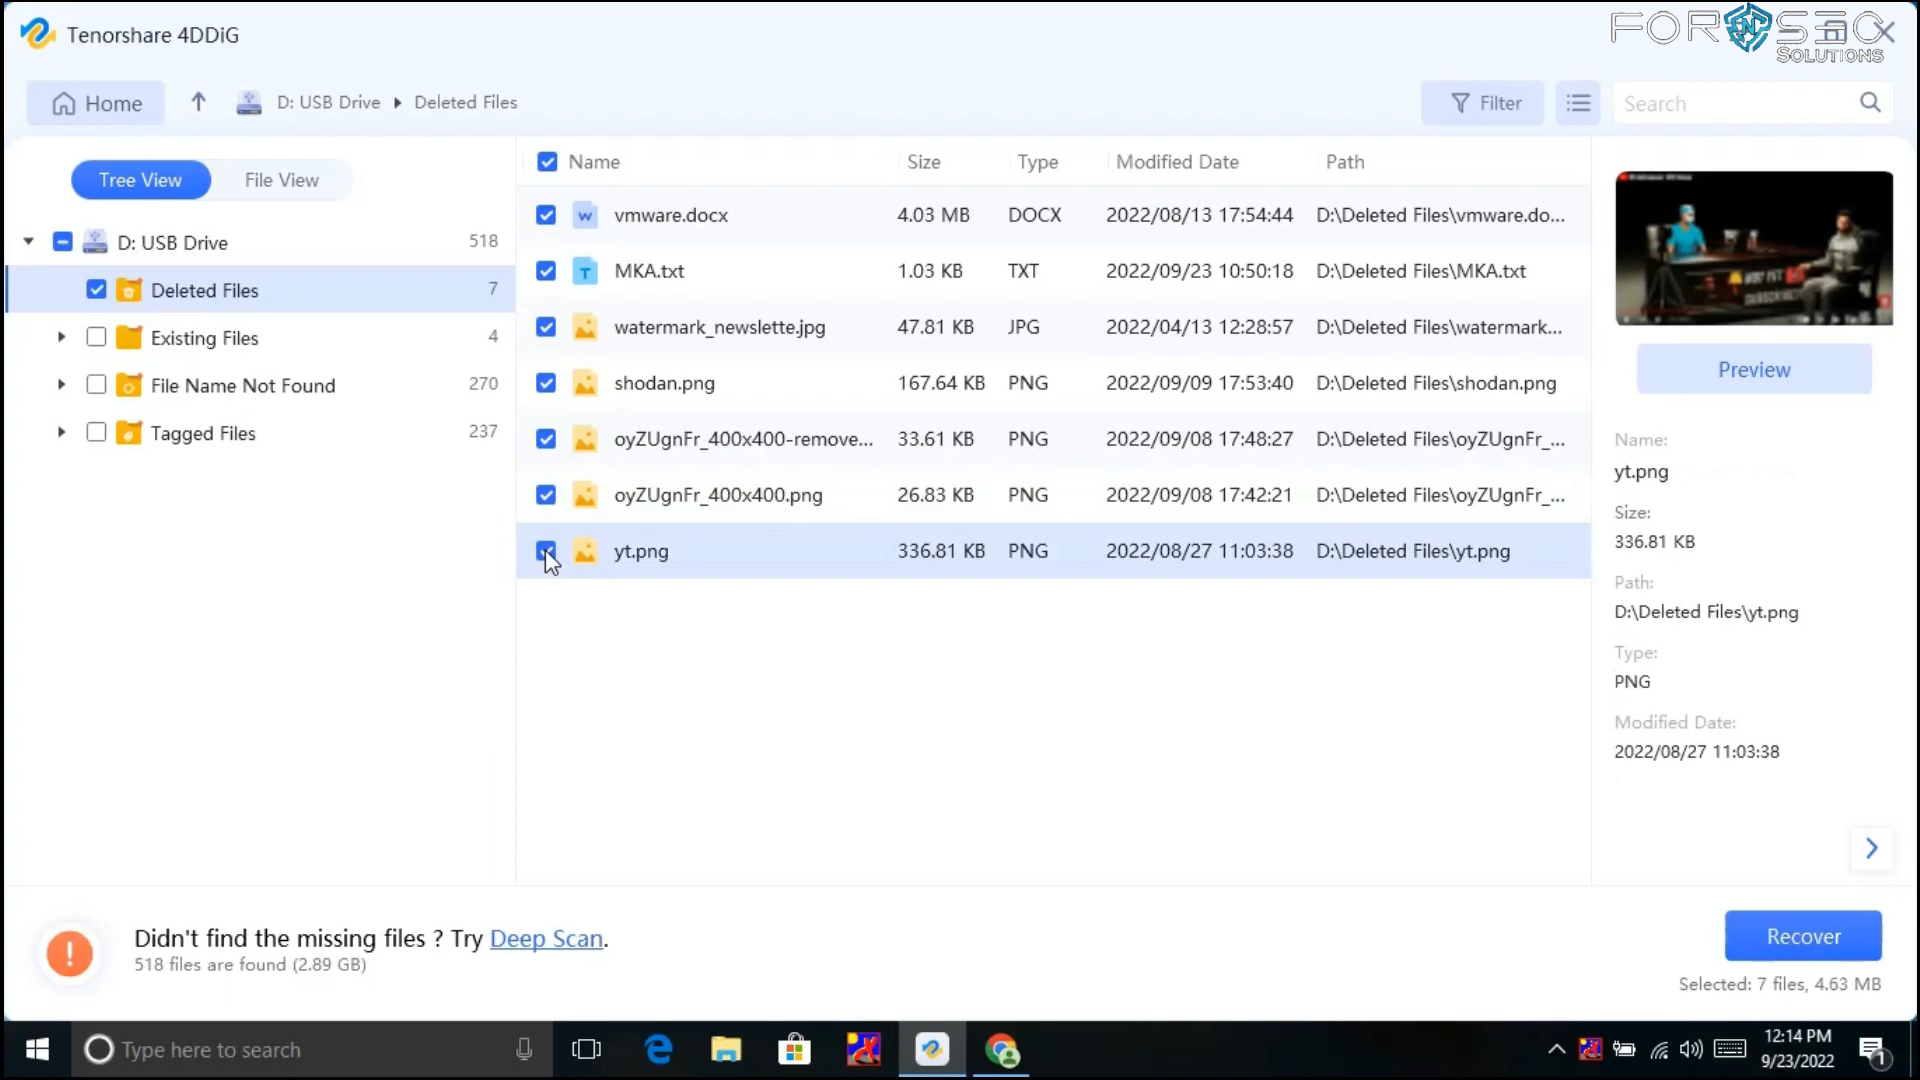 Tenorshare 4DDiG
FORENSEC
SOLUTIONS
Home
D: USB Drive
Deleted Files
Filter
Search
Tree View
File View
Name
Size
Type
Modified Date
Path
D: USB Drive
518
Deleted Files
7
Existing Files
4
File Name Not Found
270
Tagged Files
237
vmware.docx
4.03 MB
DOCX
2022/08/13 17:54:44
D:\Deleted Files\vmware.do...
MKA.txt
1.03 KB
TXT
2022/09/23 10:50:18
D:\Deleted Files\MKA.txt
watermark_newslette.jpg
47.81 KB
JPG
2022/04/13 12:28:57
D:\Deleted Files\watermark...
shodan.png
167.64 KB
PNG
2022/09/09 17:53:40
D:\Deleted Files\shodan.png
oyZUgnFr_400x400-remove...
33.61 KB
PNG
2022/09/08 17:48:27
D:\Deleted Files\oyZUgnFr_...
oyZUgnFr_400x400.png
26.83 KB
PNG
2022/09/08 17:42:21
D:\Deleted Files\oyZUgnFr_...
yt.png
336.81 KB
PNG
2022/08/27 11:03:38
D:\Deleted Files\yt.png
Preview
Name:
yt.png
Size:
336.81 KB
Path:
D:\Deleted Files\yt.png
Type:
PNG
Modified Date:
2022/08/27 11:03:38
Didn't find the missing files ? Try Deep Scan.
518 files are found (2.89 GB)
Recover
Selected: 7 files, 4.63 MB
Type here to search
12:14 PM
9/23/2022
1